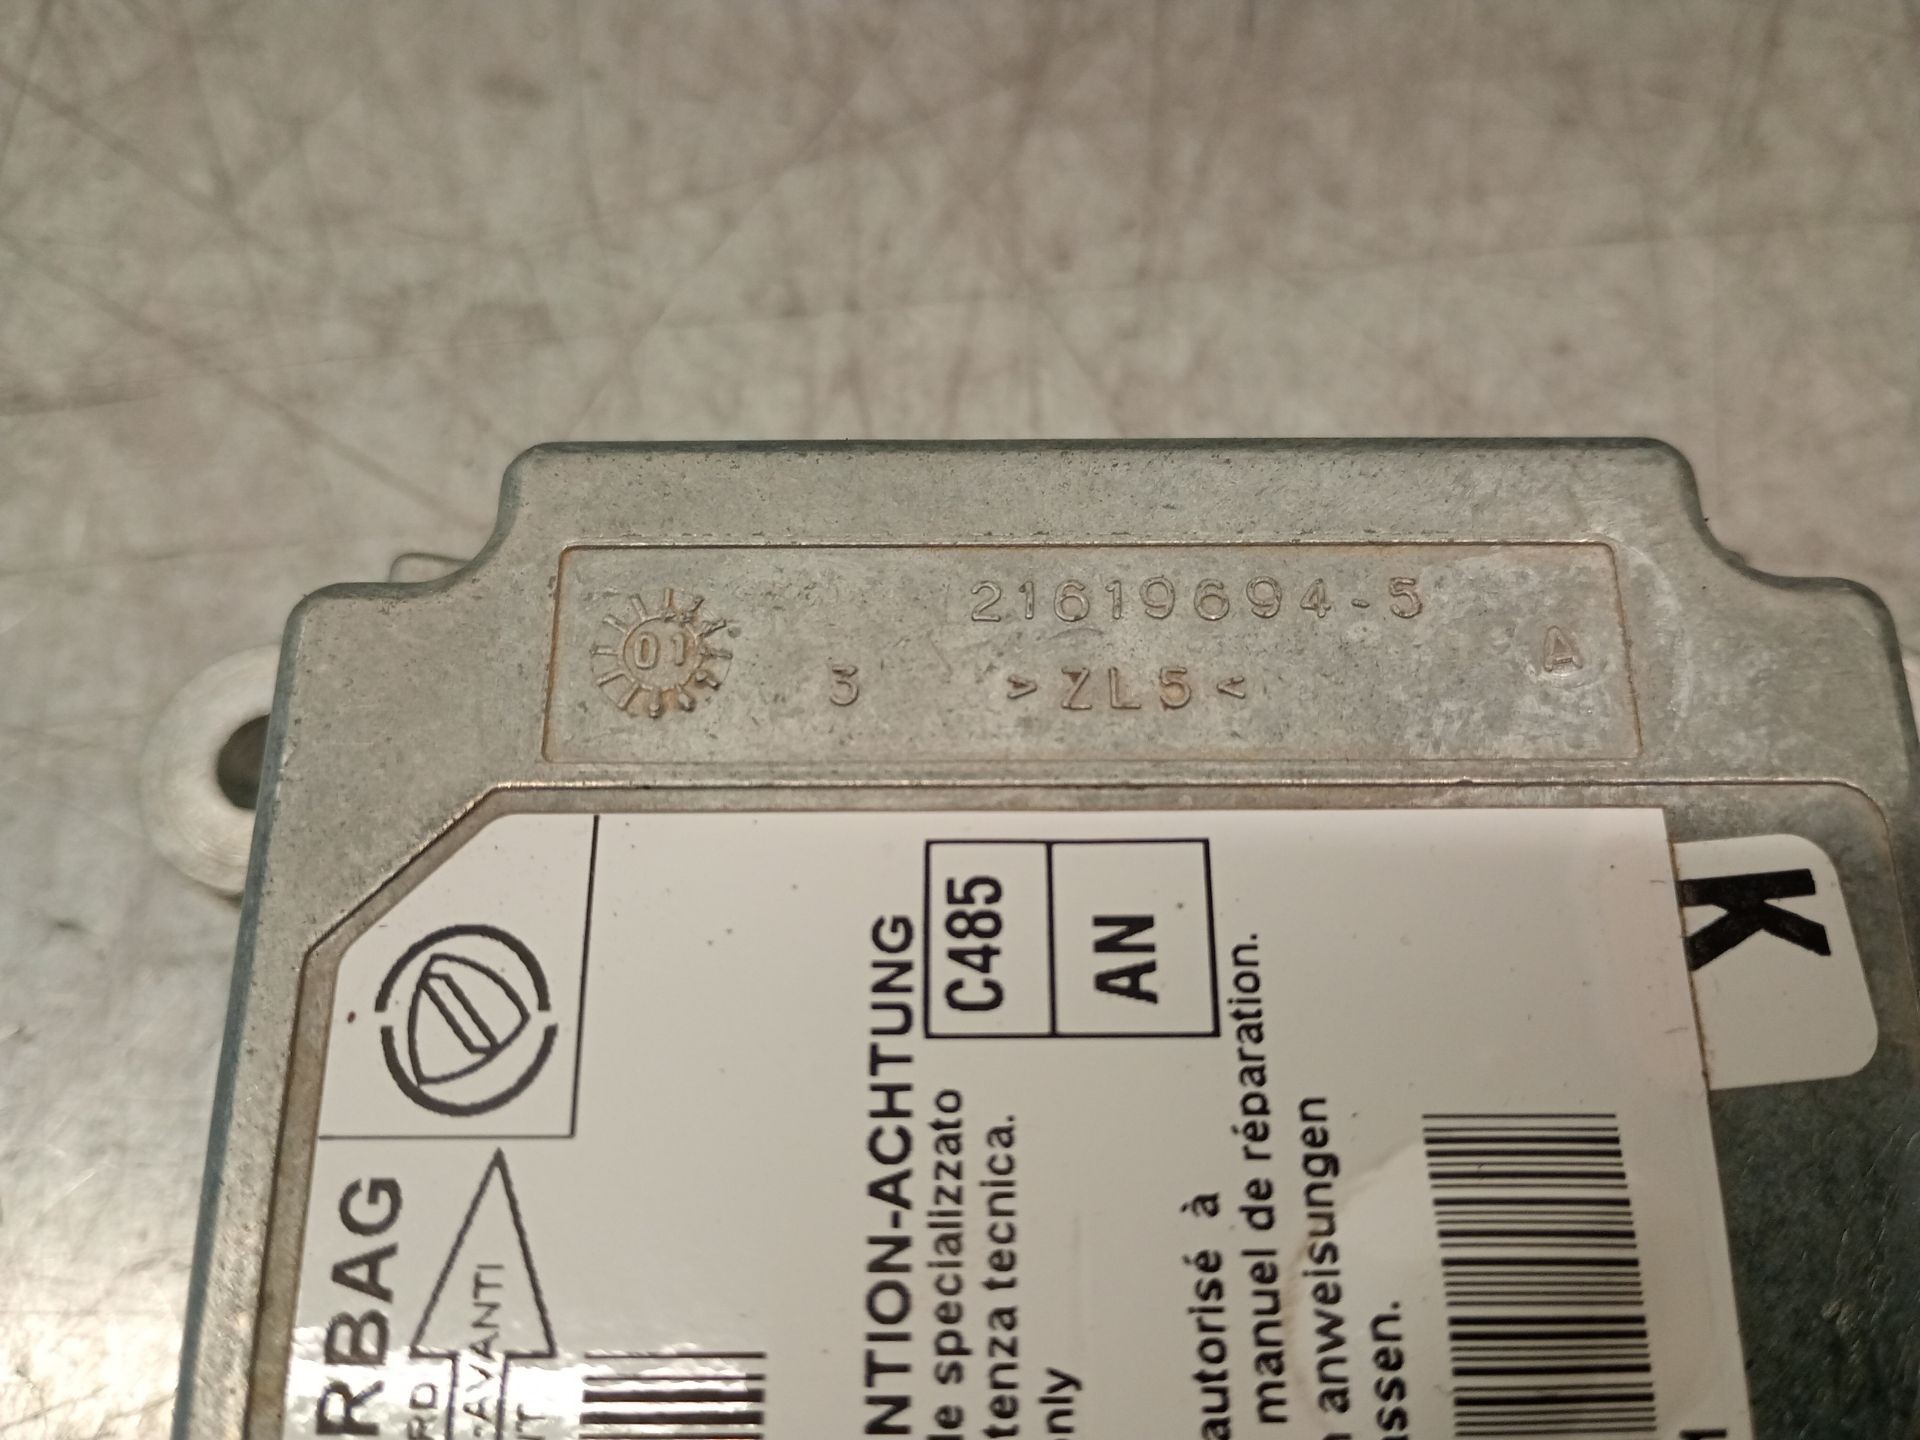 21619694-5
01
3 >ZL5<
A
K
C485
AN
RBAG
AVANTI
NTION-ACHTUNG
le specializzato
tenza tecnica.
only
autorisé à
manuel de réparation.
anweisungen
assen.